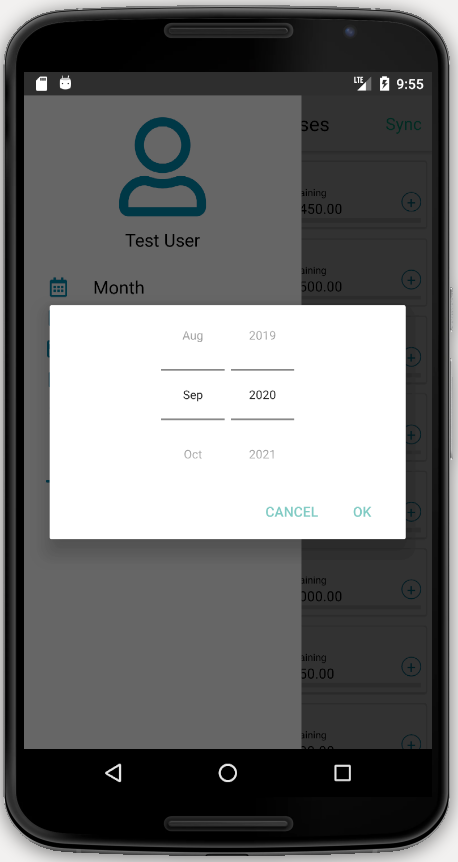 LTE 9:55
ses Sync
Test User
Month
aining
450.00
aining
500.00
Aug 2019
Sep 2020
Oct 2021
CANCEL OK
aining
000.00
aining
50.00
aining